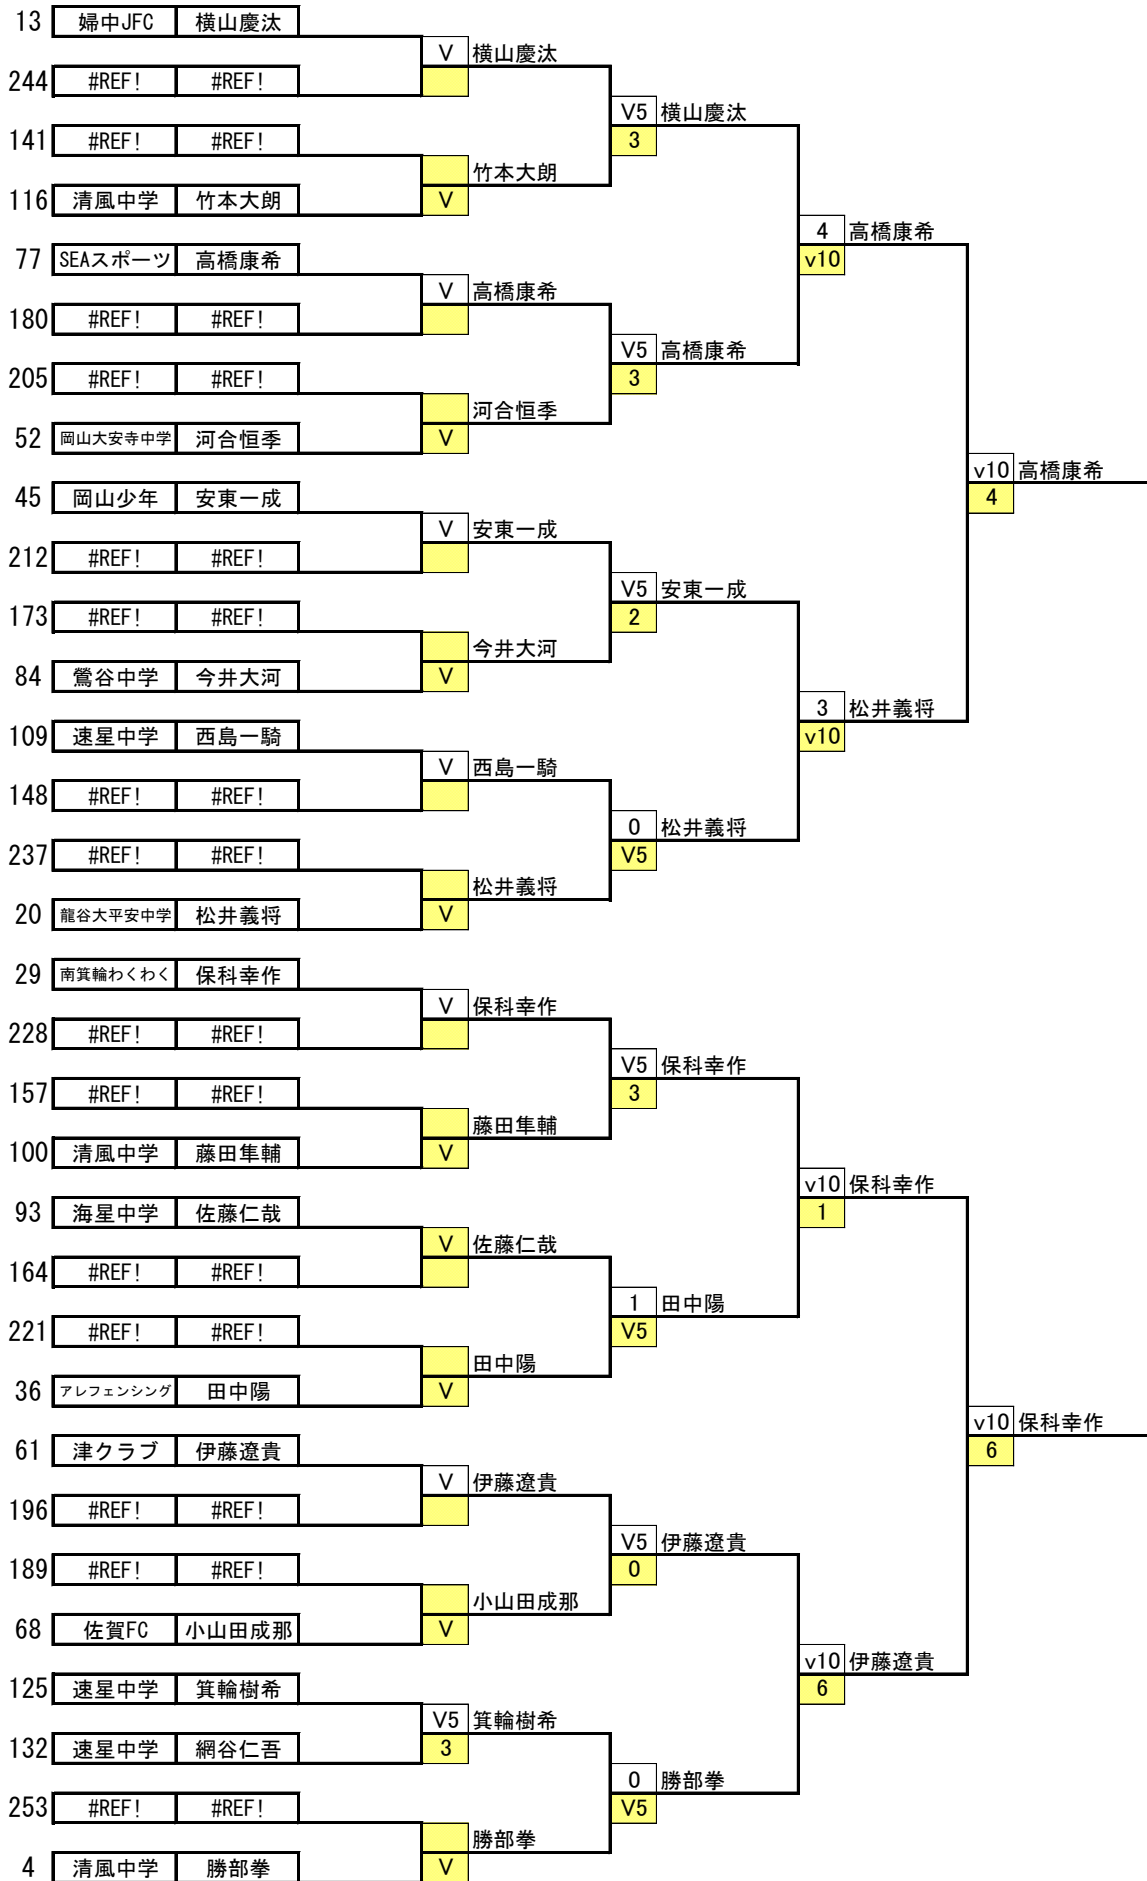 13 婦中JFC 横山慶汰
V 横山慶汰
244 #REF! #REF!
V5 横山慶汰
141 #REF! #REF!
3
竹本大朗
116 清風中学 竹本大朗
V
4 高橋康希
77 SEAスポーツ 高橋康希
v10
V 高橋康希
180 #REF! #REF!
V5 高橋康希
205 #REF! #REF!
3
河合恒季
52 岡山大安寺中学 河合恒季
V
v10 高橋康希
45 岡山少年 安東一成
4
V 安東一成
212 #REF! #REF!
V5 安東一成
173 #REF! #REF!
2
今井大河
84 鶯谷中学 今井大河
V
3 松井義将
109 速星中学 西島一騎
v10
V 西島一騎
148 #REF! #REF!
0 松井義将
237 #REF! #REF!
V5
松井義将
20 龍谷大平安中学 松井義将
V
29 南箕輪わくわく 保科幸作
V 保科幸作
228 #REF! #REF!
V5 保科幸作
157 #REF! #REF!
3
藤田隼輔
100 清風中学 藤田隼輔
V
v10 保科幸作
93 海星中学 佐藤仁哉
1
V 佐藤仁哉
164 #REF! #REF!
1 田中陽
221 #REF! #REF!
V5
田中陽
36 アレフェンシング 田中陽
V
v10 保科幸作
61 津クラブ 伊藤遼貴
6
V 伊藤遼貴
196 #REF! #REF!
V5 伊藤遼貴
189 #REF! #REF!
0
小山田成那
68 佐賀FC 小山田成那
V
v10 伊藤遼貴
125 速星中学 箕輪樹希
6
V5 箕輪樹希
132 速星中学 網谷仁吾
3
0 勝部拳
253 #REF! #REF!
V5
勝部拳
4 清風中学 勝部拳
V